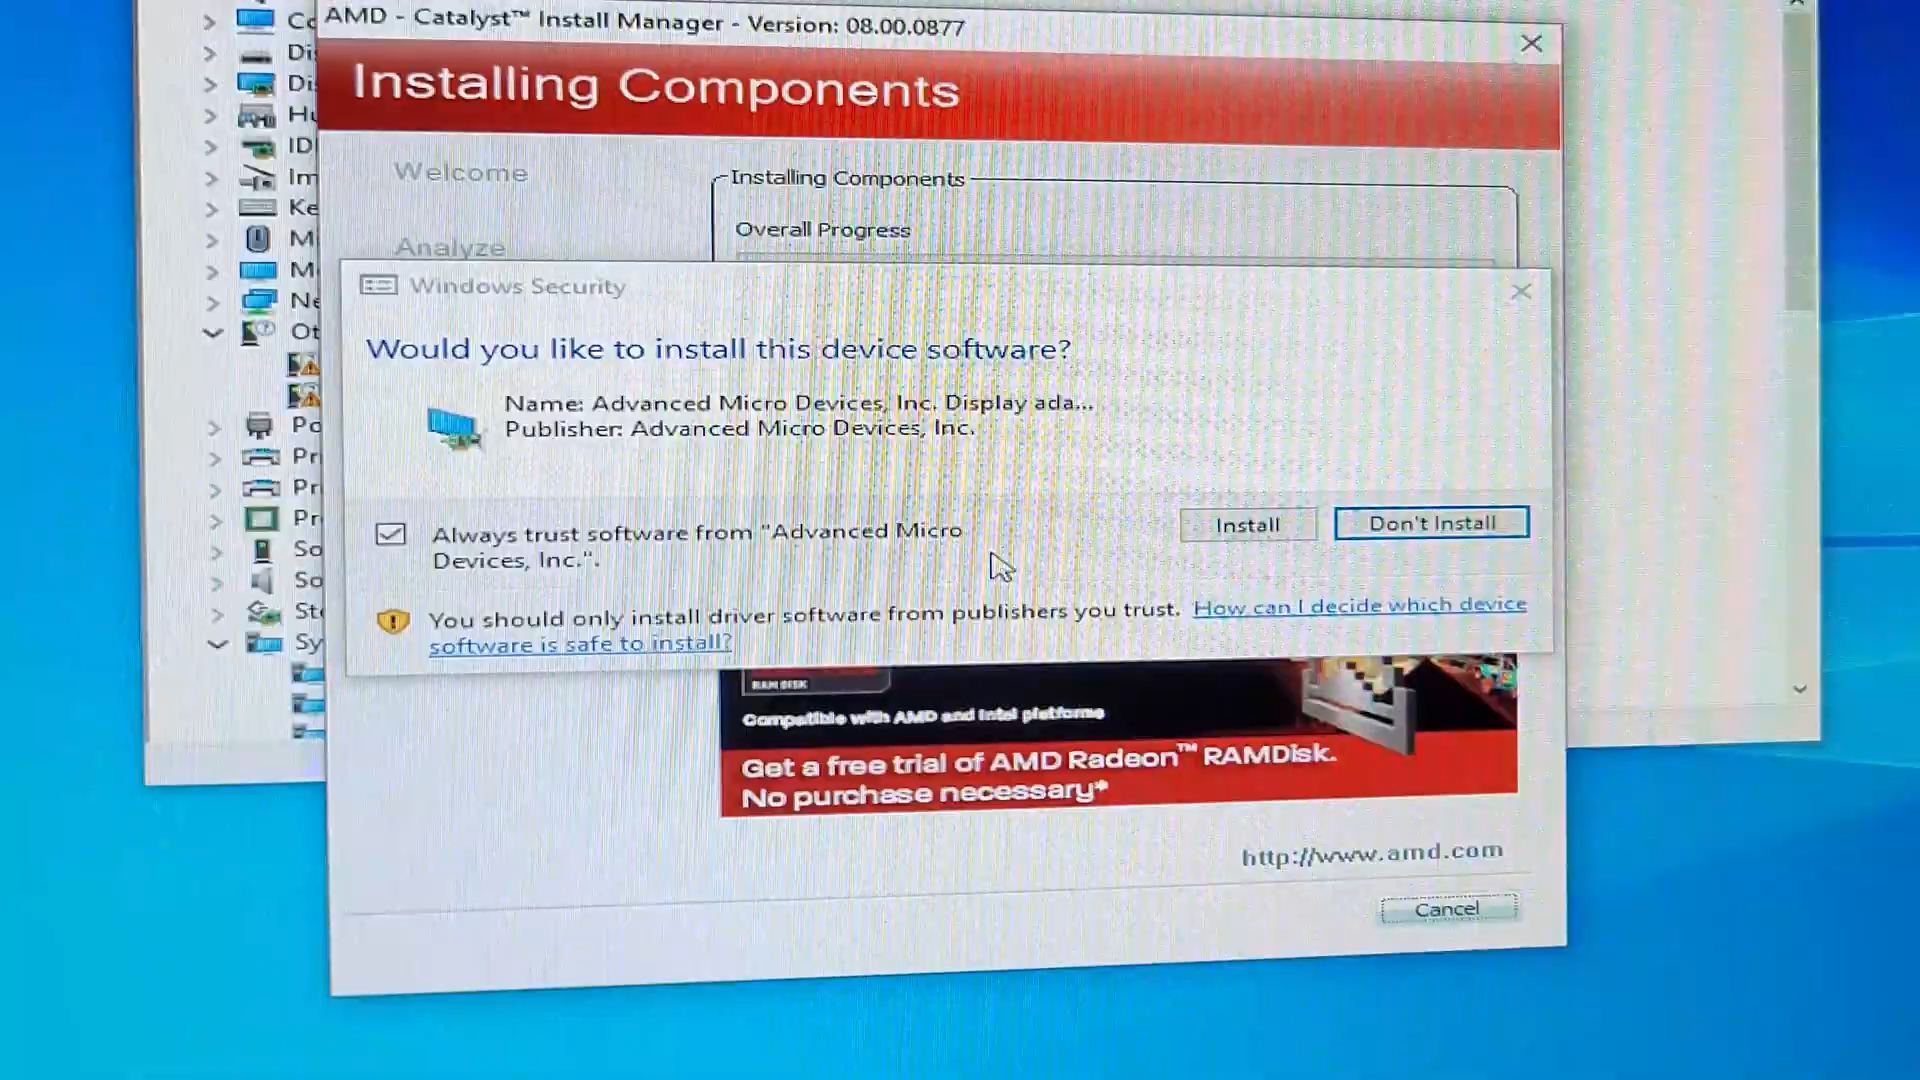 AMD - Catalyst™ Install Manager - Version: 08.00.0877
Installing Components
Welcome
Analyze
Installing Components
Overall Progress
Windows Security
Would you like to install this device software?
Name: Advanced Micro Devices, Inc. Display ada...
Publisher: Advanced Micro Devices, Inc.
Always trust software from "Advanced Micro
Devices, Inc.".
Install
Don't Install
You should only install driver software from publishers you trust. How can I decide which device
software is safe to install?
RAMDISK
Compatible with AMD and Intel platforms
Get a free trial of AMD Radeon™ RAMDisk.
No purchase necessary*
http://www.amd.com
Cancel